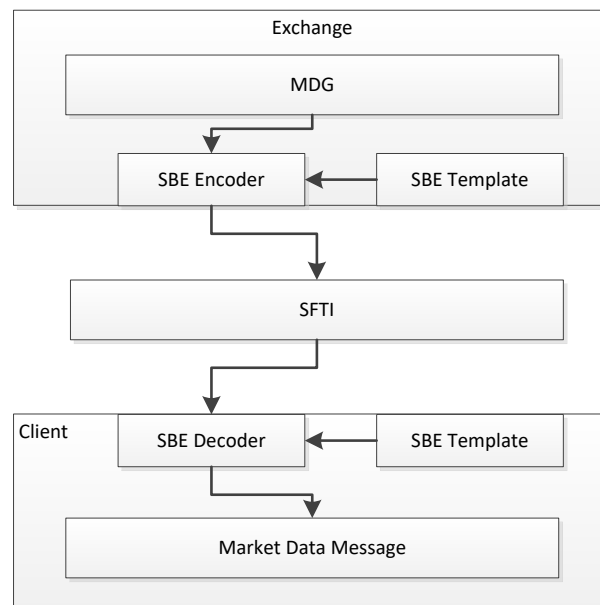 Exchange
MDG
SBE Encoder
SBE Template
SFTI
Client
SBE Decoder
SBE Template
Market Data Message